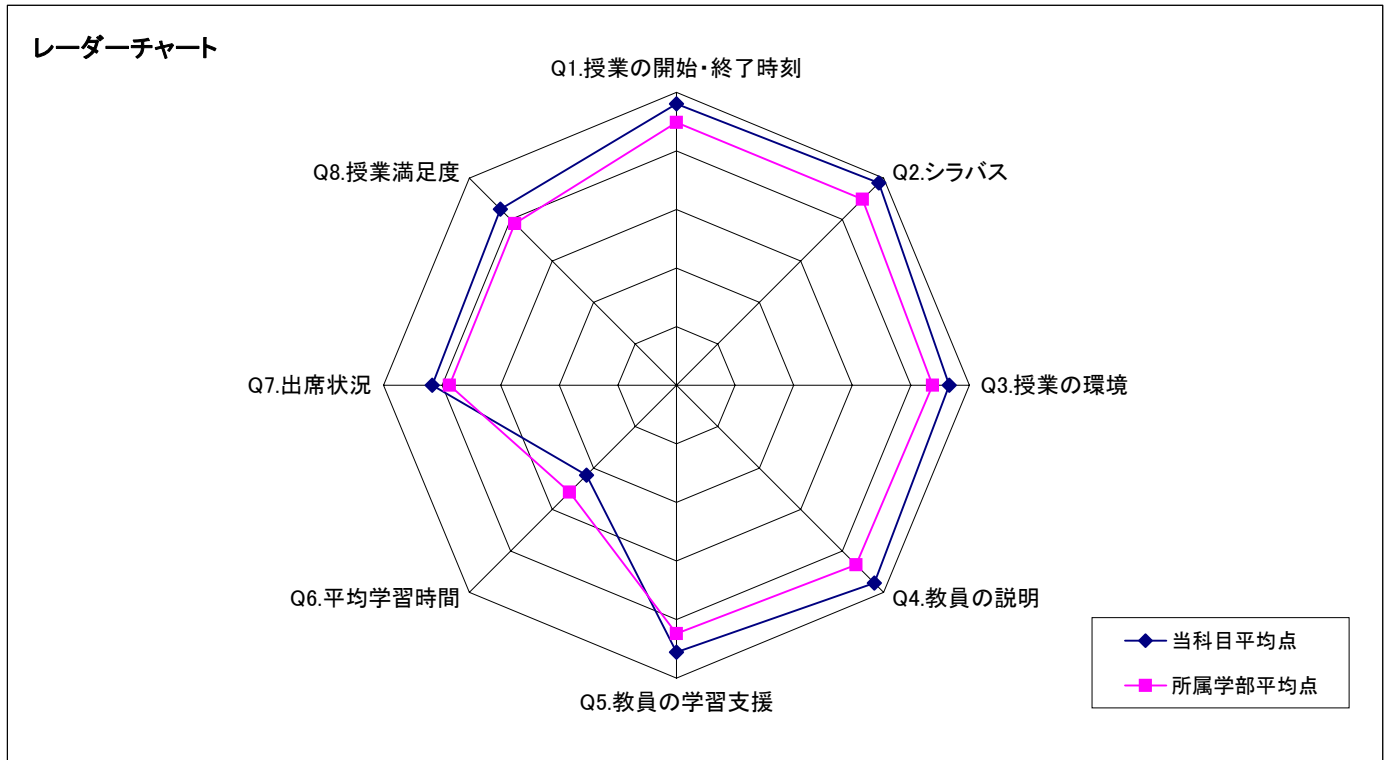 レーダーチャート
Q1.授業の開始・終了時刻
Q2.シラバス
Q3.授業の環境
Q4.教員の説明
Q5.教員の学習支援
Q6.平均学習時間
Q7.出席状況
Q8.授業満足度
当科目平均点
所属学部平均点